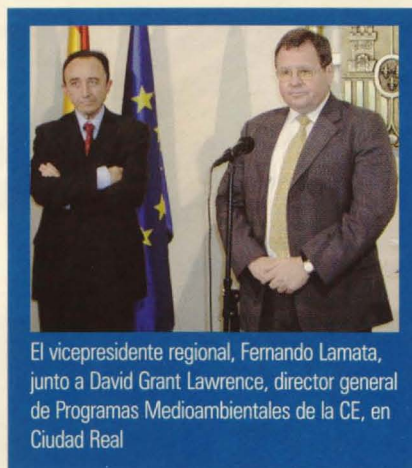 El vicepresidente regional, Fernando Lamata,
junto a David Grant Lawrence, director general
de Programas Medioambientales de la CE, en
Ciudad Real